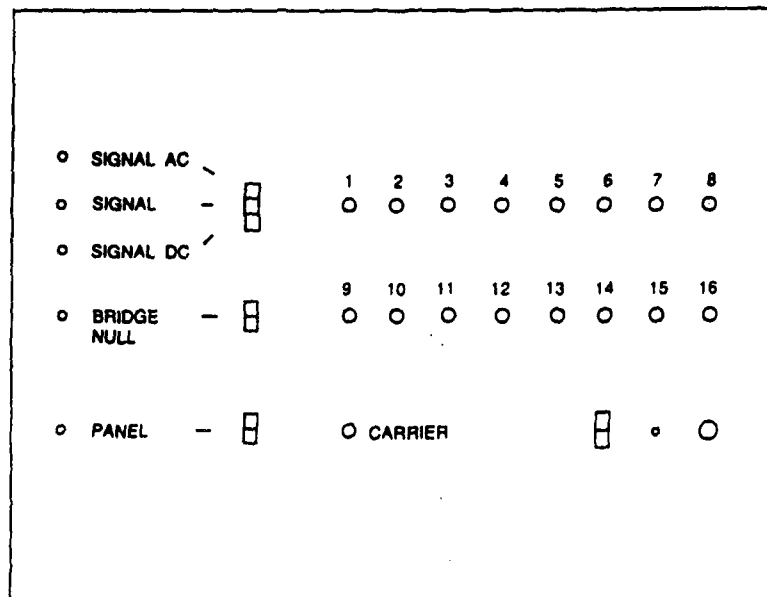 SIGNAL AC
1 2 3 4 5 6 7 8
SIGNAL
SIGNAL DC
9 10 11 12 13 14 15 16
BRIDGE
NULL
PANEL
CARRIER